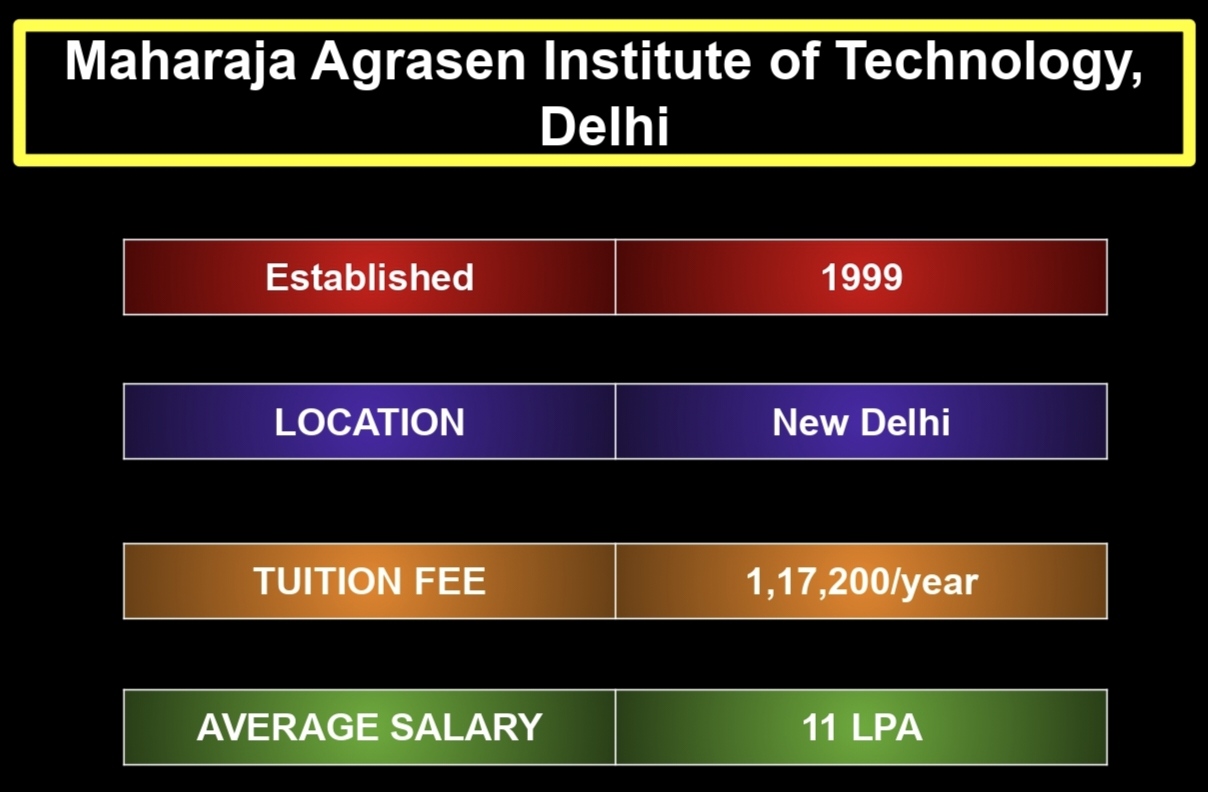 Maharaja Agrasen Institute of Technology,
Delhi
Established 1999
LOCATION New Delhi
TUITION FEE 1,17,200/year
AVERAGE SALARY 11 LPA